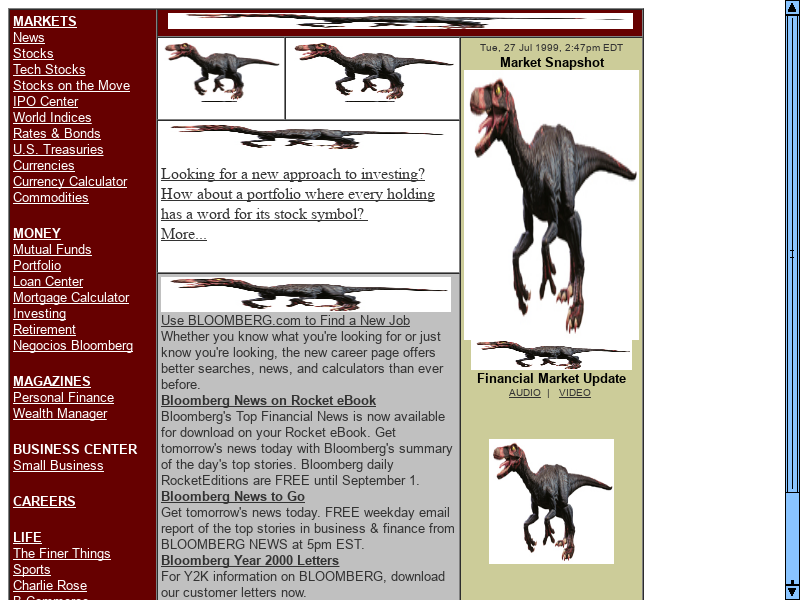 MARKETS
News
Stocks
Tech Stocks
Stocks on the Move
IPO Center
World Indices
Rates & Bonds
U.S. Treasuries
Currencies
Currency Calculator
Commodities
MONEY
Mutual Funds
Portfolio
Loan Center
Mortgage Calculator
Investing
Retirement
Negocios Bloomberg
MAGAZINES
Personal Finance
Wealth Manager
BUSINESS CENTER
Small Business
CAREERS
LIFE
The Finer Things
Sports
Charlie Rose
B-Commerce
Looking for a new approach to investing?
How about a portfolio where every holding
has a word for its stock symbol?
More...
Use BLOOMBERG.com to Find a New Job
Whether you know what you're looking for or just
know you're looking, the new career page offers
better searches, news, and calculators than ever
before.
Bloomberg News on Rocket eBook
Bloomberg's Top Financial News is now available
for download on your Rocket eBook. Get
tomorrow's news today with Bloomberg's summary
of the day's top stories. Bloomberg daily
RocketEditions are FREE until September 1.
Bloomberg News to Go
Get tomorrow's news today. FREE weekday email
report of the top stories in business & finance from
BLOOMBERG NEWS at 5pm EST.
Bloomberg Year 2000 Letters
For Y2K information on BLOOMBERG, download
our customer letters now.
Tue, 27 Jul 1999, 2:47pm EDT
Market Snapshot
Financial Market Update
AUDIO | VIDEO